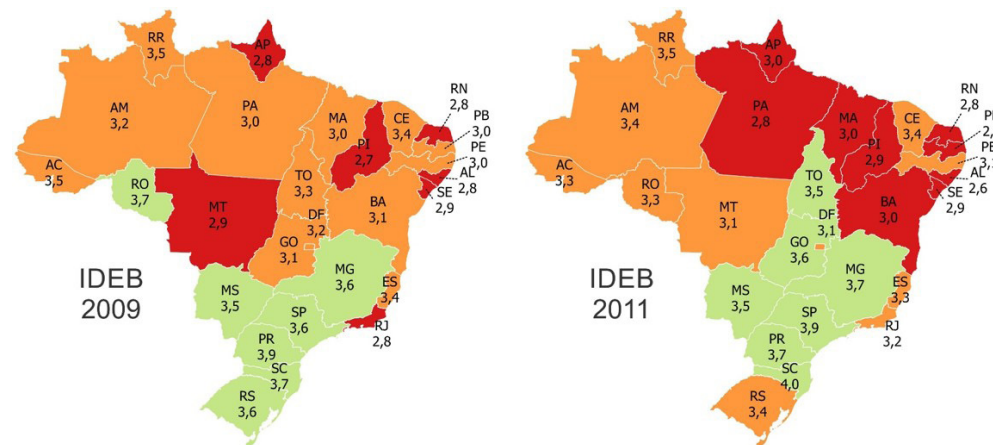 RR
3,5
AP
2,8
AM
3,2
PA
3,0
MA
3,0
CE
3,4
RN
2,8
PB
3,0
PE
3,0
AL
2,8
SE
2,9
PI
2,7
AC
3,5
RO
3,7
TO
3,3
MT
2,9
BA
3,1
DF
3,2
GO
3,1
MG
3,6
ES
3,4
MS
3,5
SP
3,6
RJ
2,8
PR
3,9
SC
3,7
RS
3,6
IDEB
2009
RR
3,5
AP
3,0
AM
3,4
PA
2,8
MA
3,0
CE
3,4
RN
2,8
PE
AL
2,6
SE
2,9
PI
2,9
AC
3,3
RO
3,3
TO
3,5
MT
3,1
BA
3,0
DF
3,1
GO
3,6
MG
3,7
ES
3,3
MS
3,5
SP
3,9
RJ
3,2
PR
3,7
SC
4,0
RS
3,4
IDEB
2011